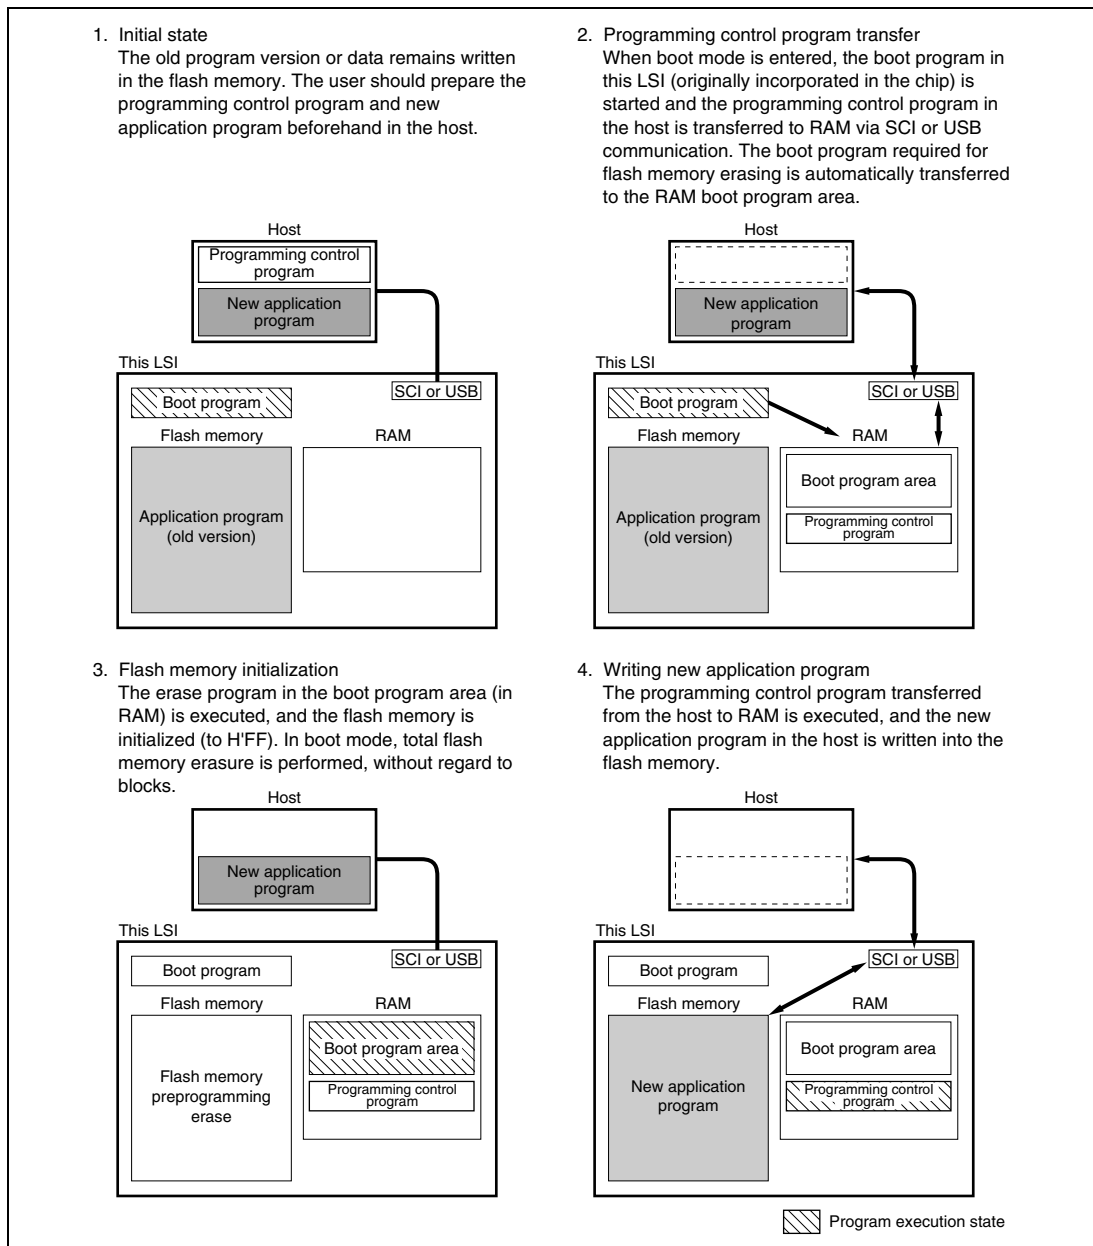 1. Initial state
The old program version or data remains written
in the flash memory. The user should prepare the
programming control program and new
application program beforehand in the host.
Host
Programming control
program
New application
program
This LSI
Boot program
SCI or USB
Flash memory
RAM
Application program
(old version)
2. Programming control program transfer
When boot mode is entered, the boot program in
this LSI (originally incorporated in the chip) is
started and the programming control program in
the host is transferred to RAM via SCI or USB
communication. The boot program required for
flash memory erasing is automatically transferred
to the RAM boot program area.
Host
New application
program
This LSI
Boot program
SCI or USB
Flash memory
RAM
Application program
(old version)
Boot program area
Programming control
program
3. Flash memory initialization
The erase program in the boot program area (in
RAM) is executed, and the flash memory is
initialized (to H'FF). In boot mode, total flash
memory erasure is performed, without regard to
blocks.
Host
New application
program
This LSI
Boot program
SCI or USB
Flash memory
RAM
Flash memory
preprogramming
erase
Boot program area
Programming control
program
4. Writing new application program
The programming control program transferred
from the host to RAM is executed, and the new
application program in the host is written into the
flash memory.
Host
This LSI
Boot program
SCI or USB
Flash memory
RAM
New application
program
Boot program area
Programming control
program
Program execution state